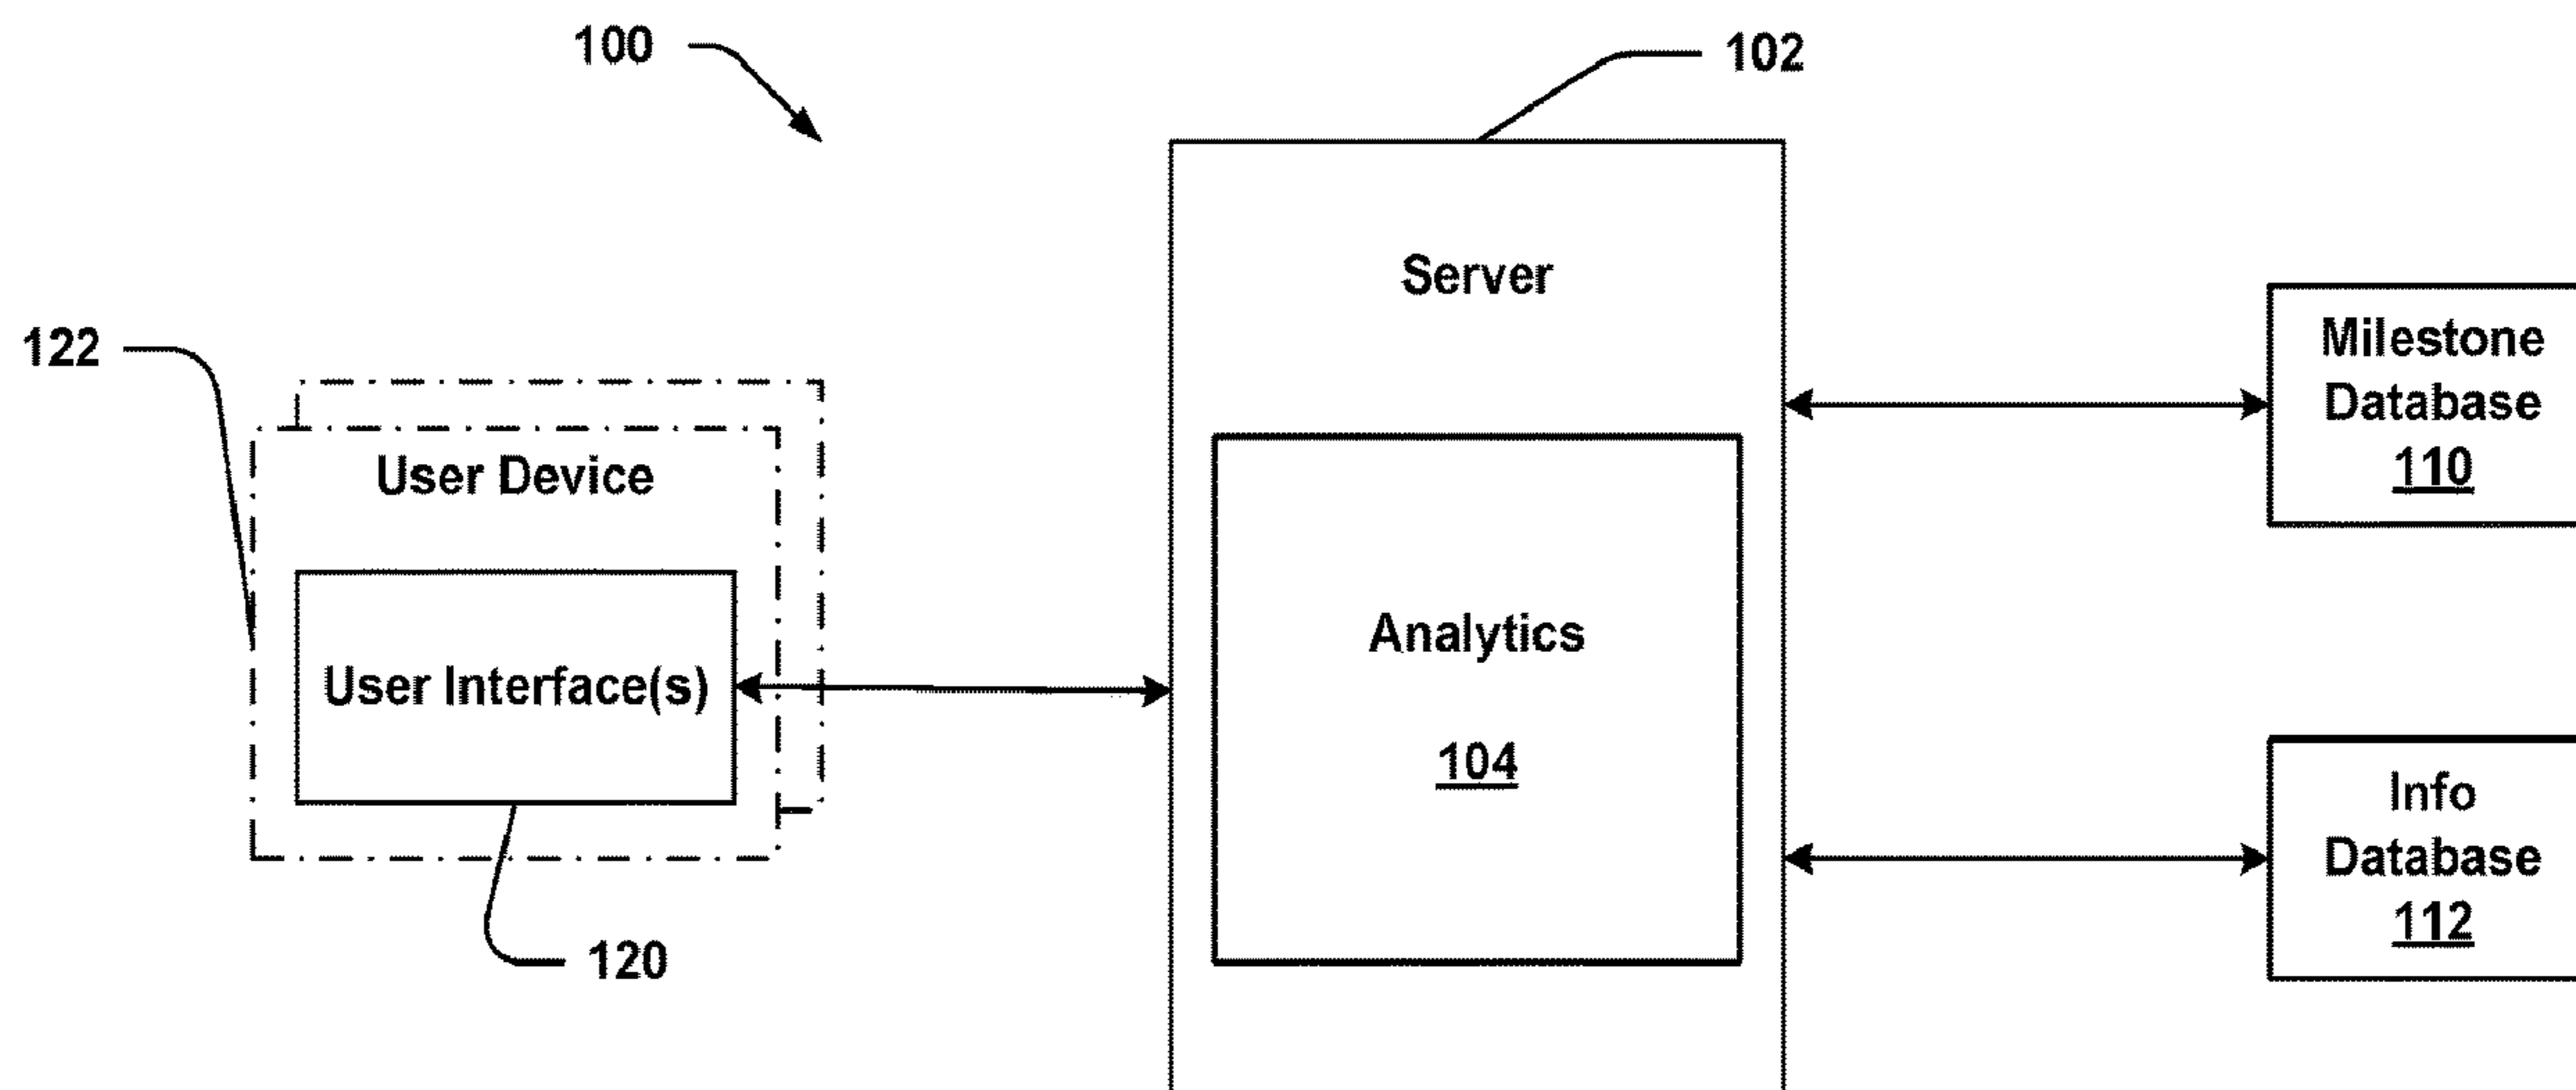 100
102
Server
122
Milestone
Database
110
User Device
Analytics
104
User Interface(s)
Info
Database
112
120